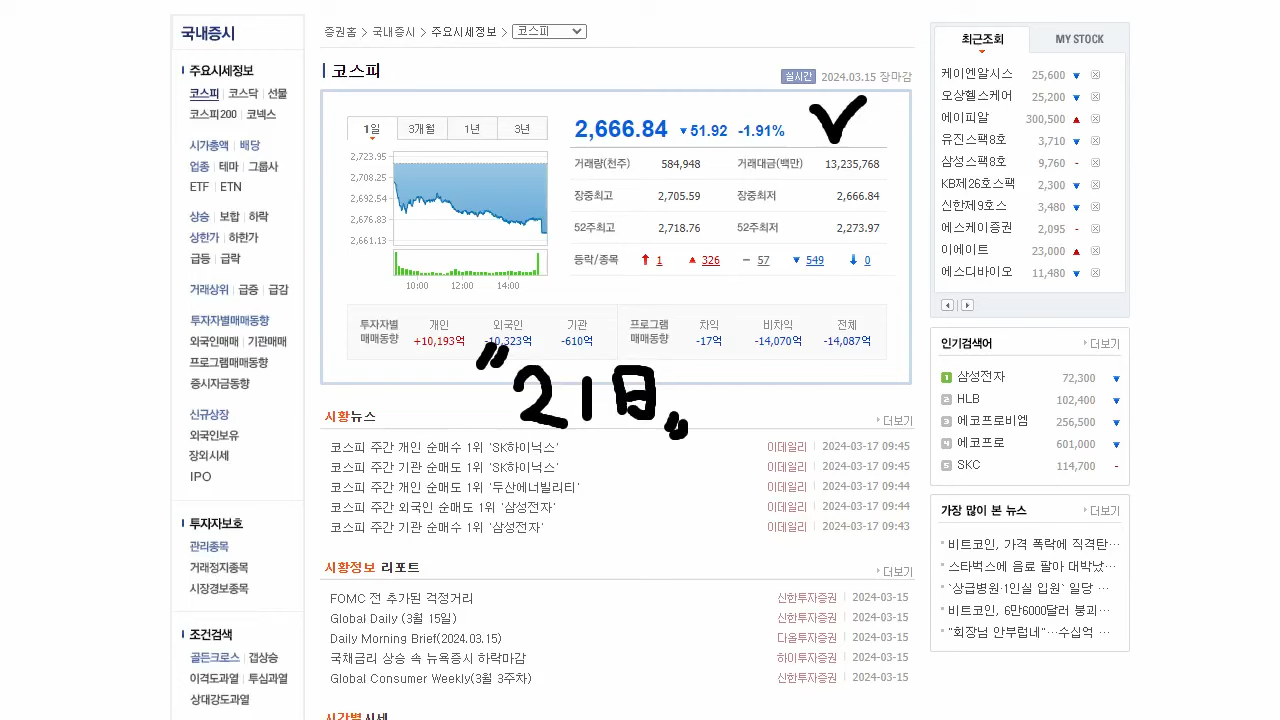 국내증시
주요시세정보
코스피 코스닥 선물
코스피200 코넥스
시가총액 배당
업종 테마 그룹사
ETF ETN
상승 보합 하락
상한가 하한가
급등 급락
거래상위 급증 급감
투자자별매매동향
외국인매매 기관매매
프로그램매매동향
증시자금동향
신규상장
외국인보유
장외시세
IPO
투자자보호
관리종목
거래정지종목
시장경보종목
조건검색
골든크로스 갭상승
이격도과열 투심과열
상대강도과열
증권홈 > 국내증시 > 주요시세정보 > 코스피
코스피
실시간 2024.03.15 장마감
1일 3개월 1년 3년
2,723.95
2,708.25
2,692.54
2,676.83
2,661.13
10:00 12:00 14:00
2,666.84 ▼51.92 -1.91%
거래량(천주) 584,948 거래대금(백만) 13,235,768
장중최고 2,705.59 장중최저 2,666.84
52주최고 2,718.76 52주최저 2,273.97
등락/종목 ↑ 1 ▲ 326 - 57 ▼ 549 ↓ 0
투자자별 매매동향
개인 외국인 기관
+10,193억 -10,323억 -610억
프로그램 매매동향
차익 비차익 전체
-17억 -14,070억 -14,087억
"21日"
시황뉴스 더보기
코스피 주간 개인 순매수 1위 'SK하이닉스' 이데일리 2024-03-17 09:45
코스피 주간 기관 순매도 1위 'SK하이닉스' 이데일리 2024-03-17 09:45
코스피 주간 개인 순매도 1위 '두산에너빌리티' 이데일리 2024-03-17 09:44
코스피 주간 외국인 순매도 1위 '삼성전자' 이데일리 2024-03-17 09:44
코스피 주간 기관 순매수 1위 '삼성전자' 이데일리 2024-03-17 09:43
시황정보 리포트 더보기
FOMC 전 추가된 걱정거리 신한투자증권 2024-03-15
Global Daily (3월 15일) 신한투자증권 2024-03-15
Daily Morning Brief(2024.03.15) 다올투자증권 2024-03-15
국채금리 상승 속 뉴욕증시 하락마감 하이투자증권 2024-03-15
Global Consumer Weekly(3월 3주차) 신한투자증권 2024-03-15
시간별 시세
최근조회 MY STOCK
케이엔알시스 25,600 ▼
오상헬스케어 25,200 ▼
에이피알 300,500 ▲
유진스팩8호 3,710 ▼
삼성스팩8호 9,760 -
KB제26호스팩 2,300 ▼
신한제9호스 3,480 ▼
에스케이증권 2,095 -
이에이트 23,000 ▲
에스디바이오 11,480 ▼
인기검색어 더보기
1 삼성전자 72,300 ▼
2 HLB 102,400 ▼
3 에코프로비엠 256,500 ▼
4 에코프로 601,000 ▼
5 SKC 114,700 -
가장 많이 본 뉴스 더보기
비트코인, 가격 폭락에 직격탄…
스타벅스에 음료 팔아 대박났…
`상급병원·1인실 입원` 일당 …
비트코인, 6만6000달러 붕괴…
"회장님 안부럽네"…수십억 …